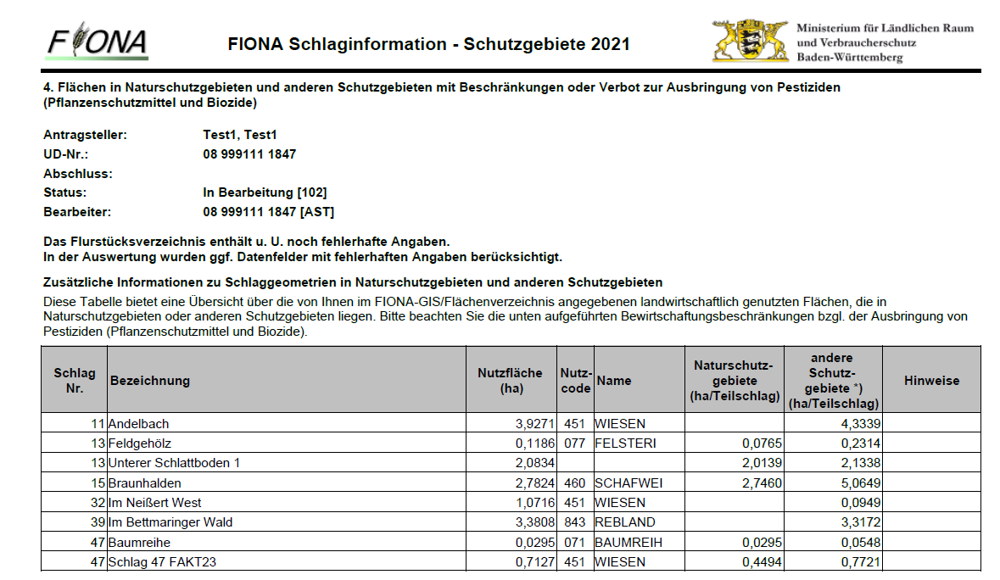 FIONA
FIONA Schlaginformation - Schutzgebiete 2021
Ministerium für Ländlichen Raum
und Verbraucherschutz
Baden-Württemberg
4. Flächen in Naturschutzgebieten und anderen Schutzgebieten mit Beschränkungen oder Verbot zur Ausbringung von Pestiziden
(Pflanzenschutzmittel und Biozide)
Antragsteller: Test1, Test1
UD-Nr.: 08 999111 1847
Abschluss:
Status: In Bearbeitung [102]
Bearbeiter: 08 999111 1847 [AST]
Das Flurstücksverzeichnis enthält u. U. noch fehlerhafte Angaben.
In der Auswertung wurden ggf. Datenfelder mit fehlerhaften Angaben berücksichtigt.
Zusätzliche Informationen zu Schlaggeometrien in Naturschutzgebieten und anderen Schutzgebieten
Diese Tabelle bietet eine Übersicht über die von Ihnen im FIONA-GIS/Flächenverzeichnis angegebenen landwirtschaftlich genutzten Flächen, die in
Naturschutzgebieten oder anderen Schutzgebieten liegen. Bitte beachten Sie die unten aufgeführten Bewirtschaftungsbeschränkungen bzgl. der Ausbringung von
Pestiziden (Pflanzenschutzmittel und Biozide).
Schlag
Nr.
Bezeichnung
Nutzfläche
(ha)
Nutz-
code
Name
Naturschutz-
gebiete
(ha/Teilschlag)
andere
Schutz-
gebiete *)
(ha/Teilschlag)
Hinweise
11 Andelbach 3,9271 451 WIESEN 4,3339
13 Feldgehölz 0,1186 077 FELSTERI 0,0765 0,2314
13 Unterer Schlattboden 1 2,0834 2,0139 2,1338
15 Braunhalden 2,7824 460 SCHAFWEI 2,7460 5,0649
32 Im Neißert West 1,0716 451 WIESEN 0,0949
39 Im Bettmaringer Wald 3,3808 843 REBLAND 3,3172
47 Baumreihe 0,0295 071 BAUMREIH 0,0295 0,0548
47 Schlag 47 FAKT23 0,7127 451 WIESEN 0,4494 0,7721